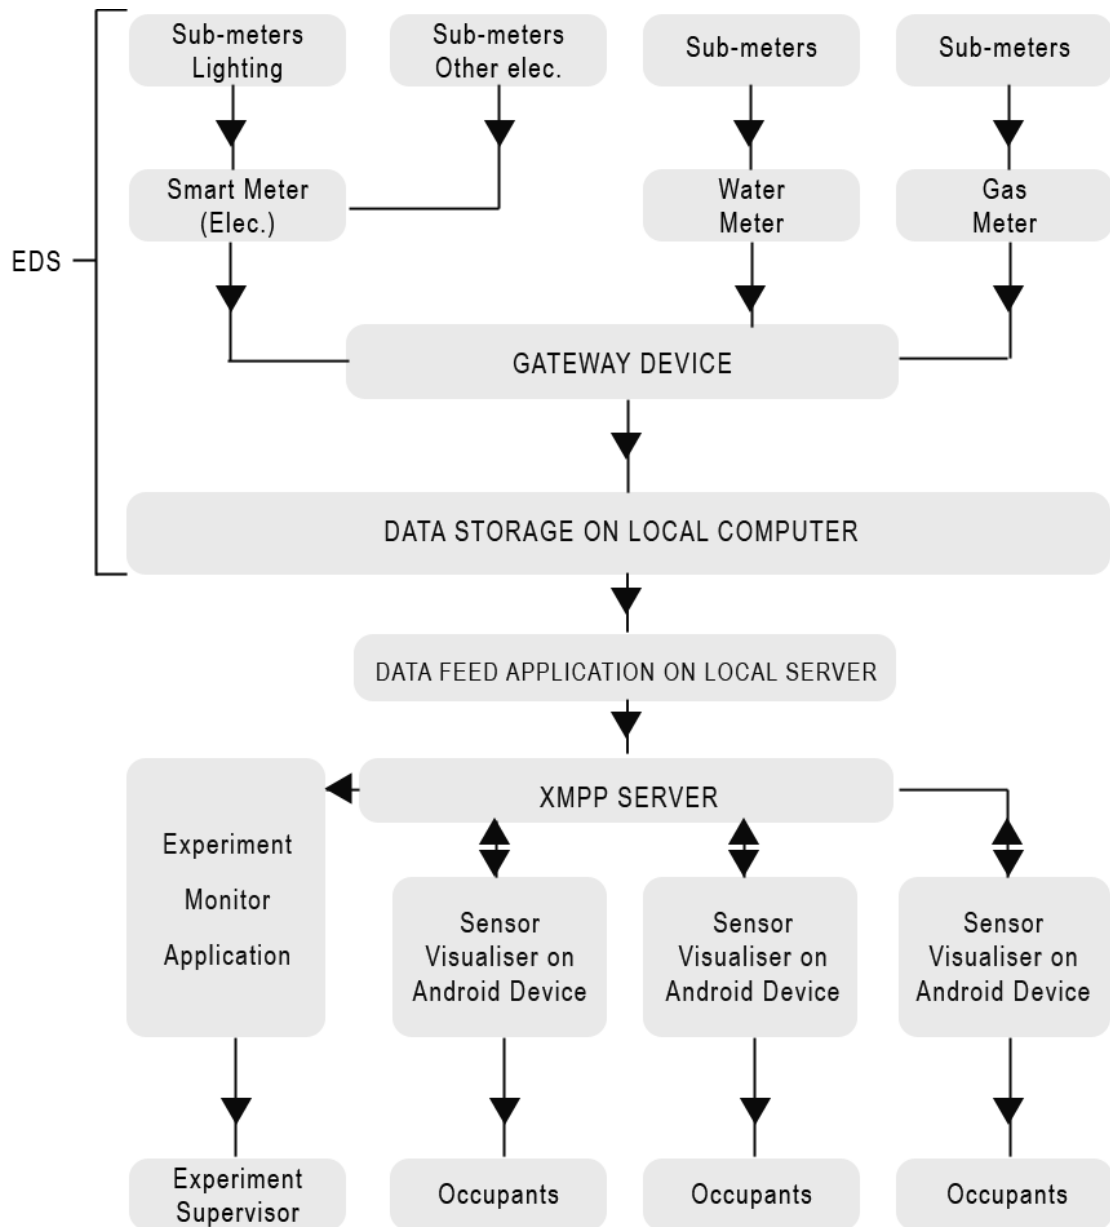 Sub-meters
Lighting
Sub-meters
Other elec.
Sub-meters
Sub-meters
Smart Meter
(Elec.)
Water
Meter
Gas
Meter
EDS
GATEWAY DEVICE
DATA STORAGE ON LOCAL COMPUTER
DATA FEED APPLICATION ON LOCAL SERVER
XMPP SERVER
Experiment
Monitor
Application
Sensor
Visualiser on
Android Device
Sensor
Visualiser on
Android Device
Sensor
Visualiser on
Android Device
Experiment
Supervisor
Occupants
Occupants
Occupants